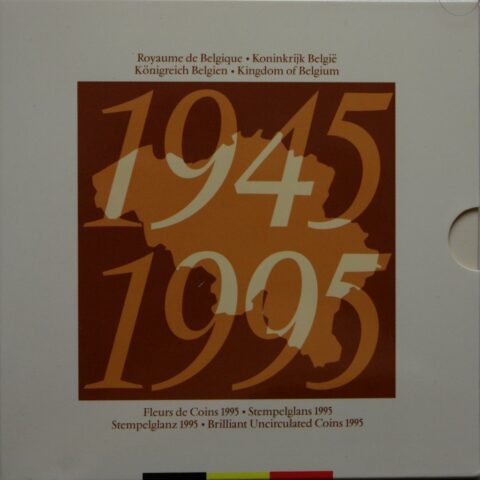 Royaume de Belgique • Koninkrijk België
Königreich Belgien • Kingdom of Belgium
1945
1995
Fleurs de Coins 1995 • Stempelglans 1995
Stempelglanz 1995 • Brilliant Uncirculated Coins 1995